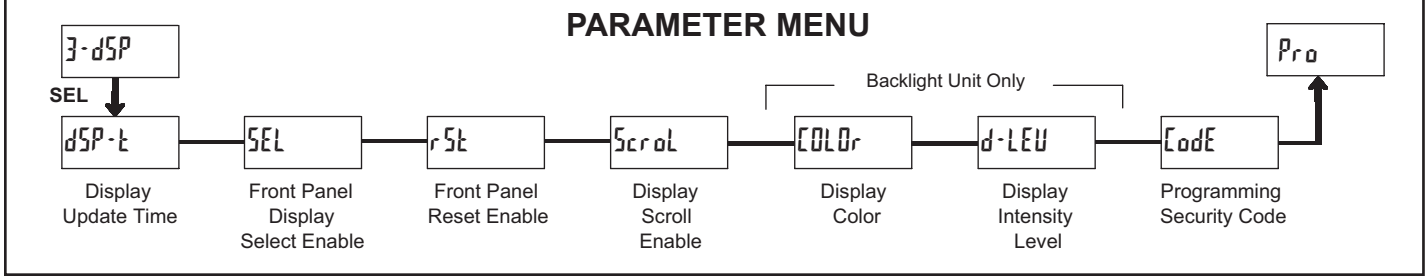 PARAMETER MENU
3-dSP
Pro
SEL
Backlight Unit Only
dSP-t
SEL
rSt
ScroL
COLOr
d-LEV
CodE
Display
Update Time
Front Panel
Display
Select Enable
Front Panel
Reset Enable
Display
Scroll
Enable
Display
Color
Display
Intensity
Level
Programming
Security Code